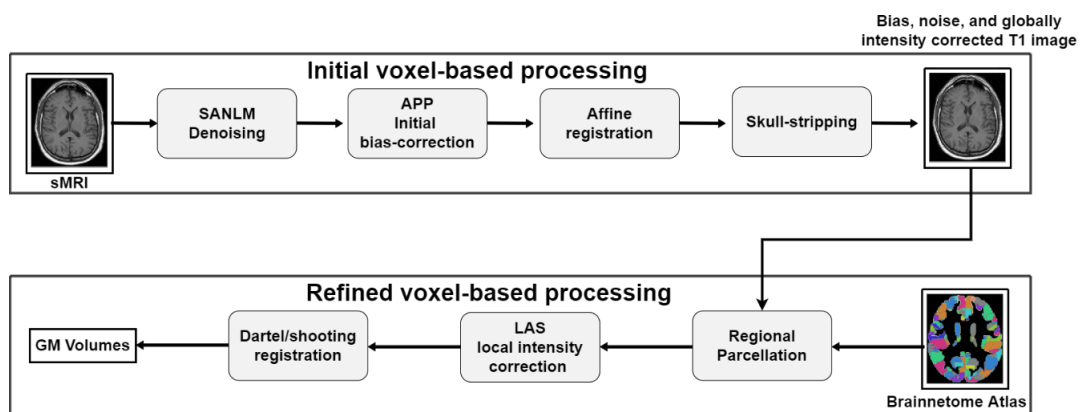 Bias, noise, and globally
intensity corrected T1 image
Initial voxel-based processing
SANLM
Denoising
APP
Initial
bias-correction
Affine
registration
Skull-stripping
sMRI
Refined voxel-based processing
GM Volumes
Dartel/shooting
registration
LAS
local intensity
correction
Regional
Parcellation
Brainnetome Atlas